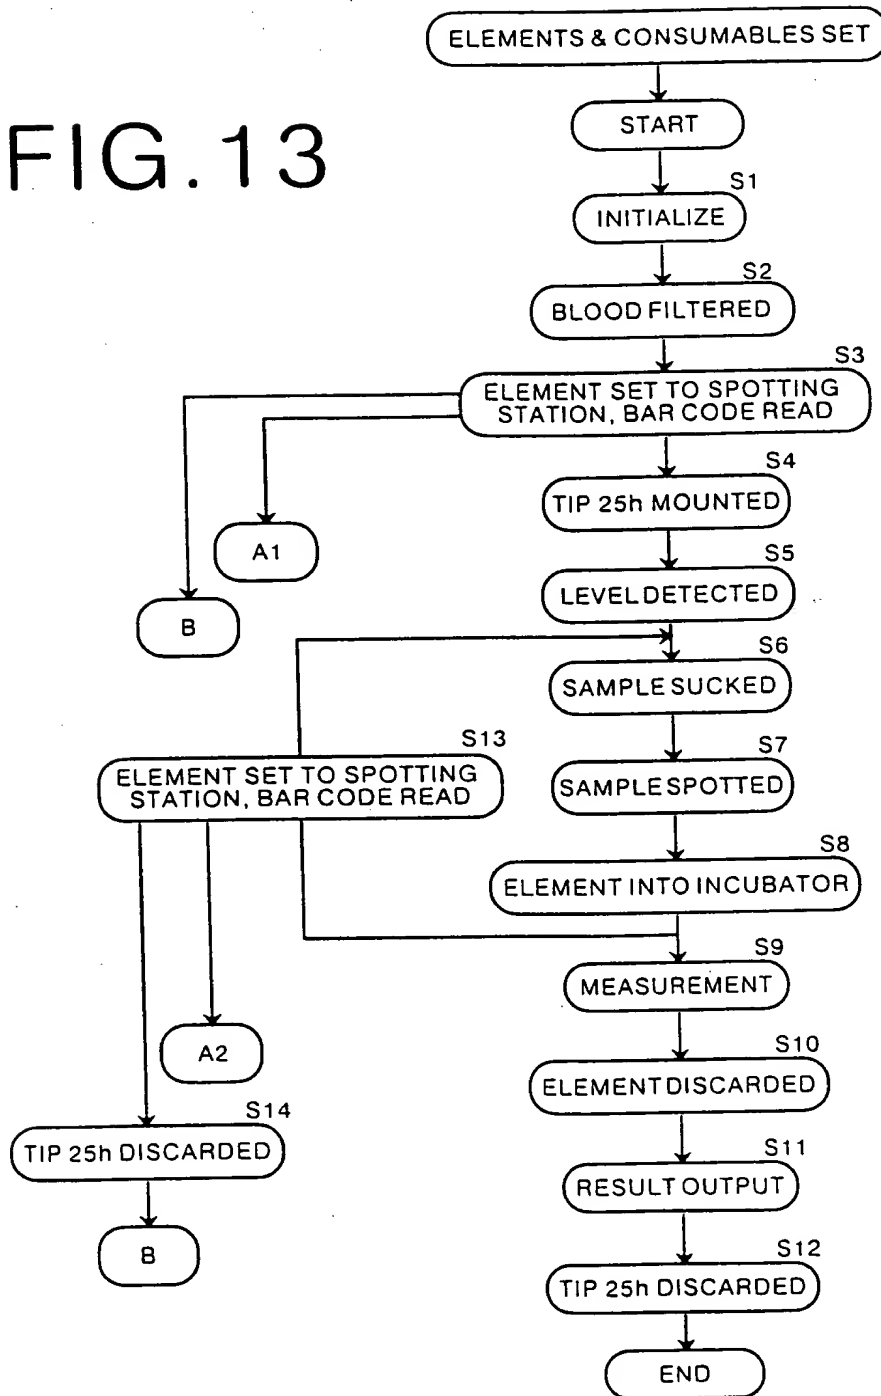 ELEMENTS & CONSUMABLES SET
FIG.13
START
S1
INITIALIZE
S2
BLOOD FILTERED
S3
ELEMENT SET TO SPOTTING
STATION, BAR CODE READ
S4
TIP 25h MOUNTED
A1
S5
LEVEL DETECTED
B
S6
SAMPLE SUCKED
S13
ELEMENT SET TO SPOTTING
STATION, BAR CODE READ
S7
SAMPLE SPOTTED
S8
ELEMENT INTO INCUBATOR
S9
MEASUREMENT
A2
S10
ELEMENT DISCARDED
S14
TIP 25h DISCARDED
S11
RESULT OUTPUT
B
S12
TIP 25h DISCARDED
END